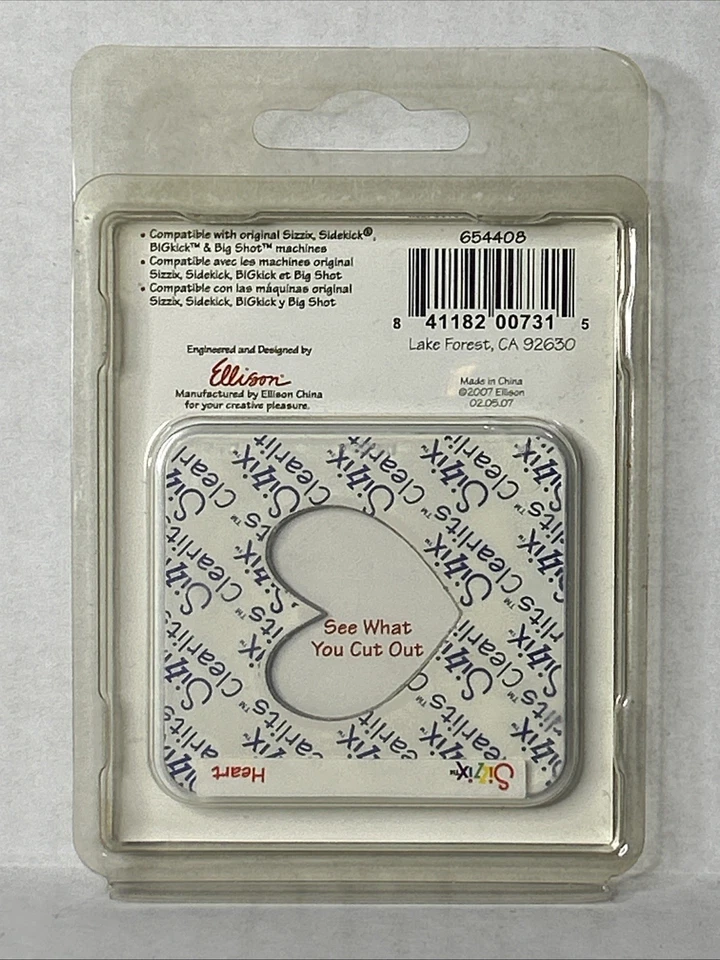 • Compatible with original Sizzix, Sidekick®,
BIGkick™ & Big Shot™ machines
• Compatible avec les machines original
Sizzix, Sidekick, BIGkick et Big Shot
• Compatible con las máquinas original
Sizzix, Sidekick, BIGkick y Big Shot
654408
8 41182 00731 5
Lake Forest, CA 92630
Engineered and Designed by
Ellison
Manufactured by Ellison China
for your creative pleasure.
Made in China
©2007 Ellison
02.05.07
Sizzix™ Clearlits™
See What
You Cut Out
Heart
Sizzix™